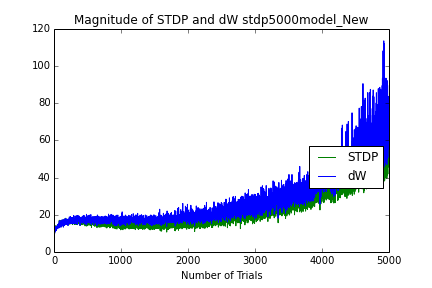 Magnitude of STDP and dW stdp5000model_New
120
100
80
60
40
20
0
STDP
dW
0 1000 2000 3000 4000 5000
Number of Trials